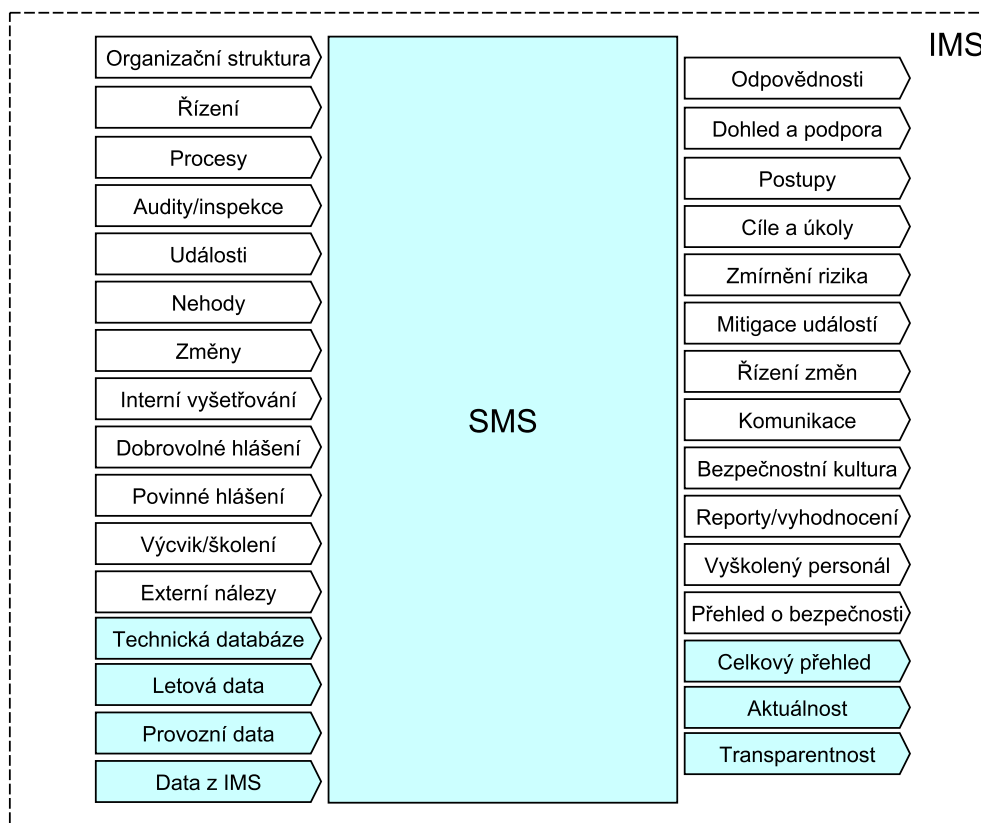 IMS
Organizační struktura
Řízení
Procesy
Audity/inspekce
Události
Nehody
Změny
Interní vyšetřování
Dobrovolné hlášení
Povinné hlášení
Výcvik/školení
Externí nálezy
Technická databáze
Letová data
Provozní data
Data z IMS
SMS
Odpovědnosti
Dohled a podpora
Postupy
Cíle a úkoly
Zmírnění rizika
Mitigace událostí
Řízení změn
Komunikace
Bezpečnostní kultura
Reporty/vyhodnocení
Vyškolený personál
Přehled o bezpečnosti
Celkový přehled
Aktuálnost
Transparentnost